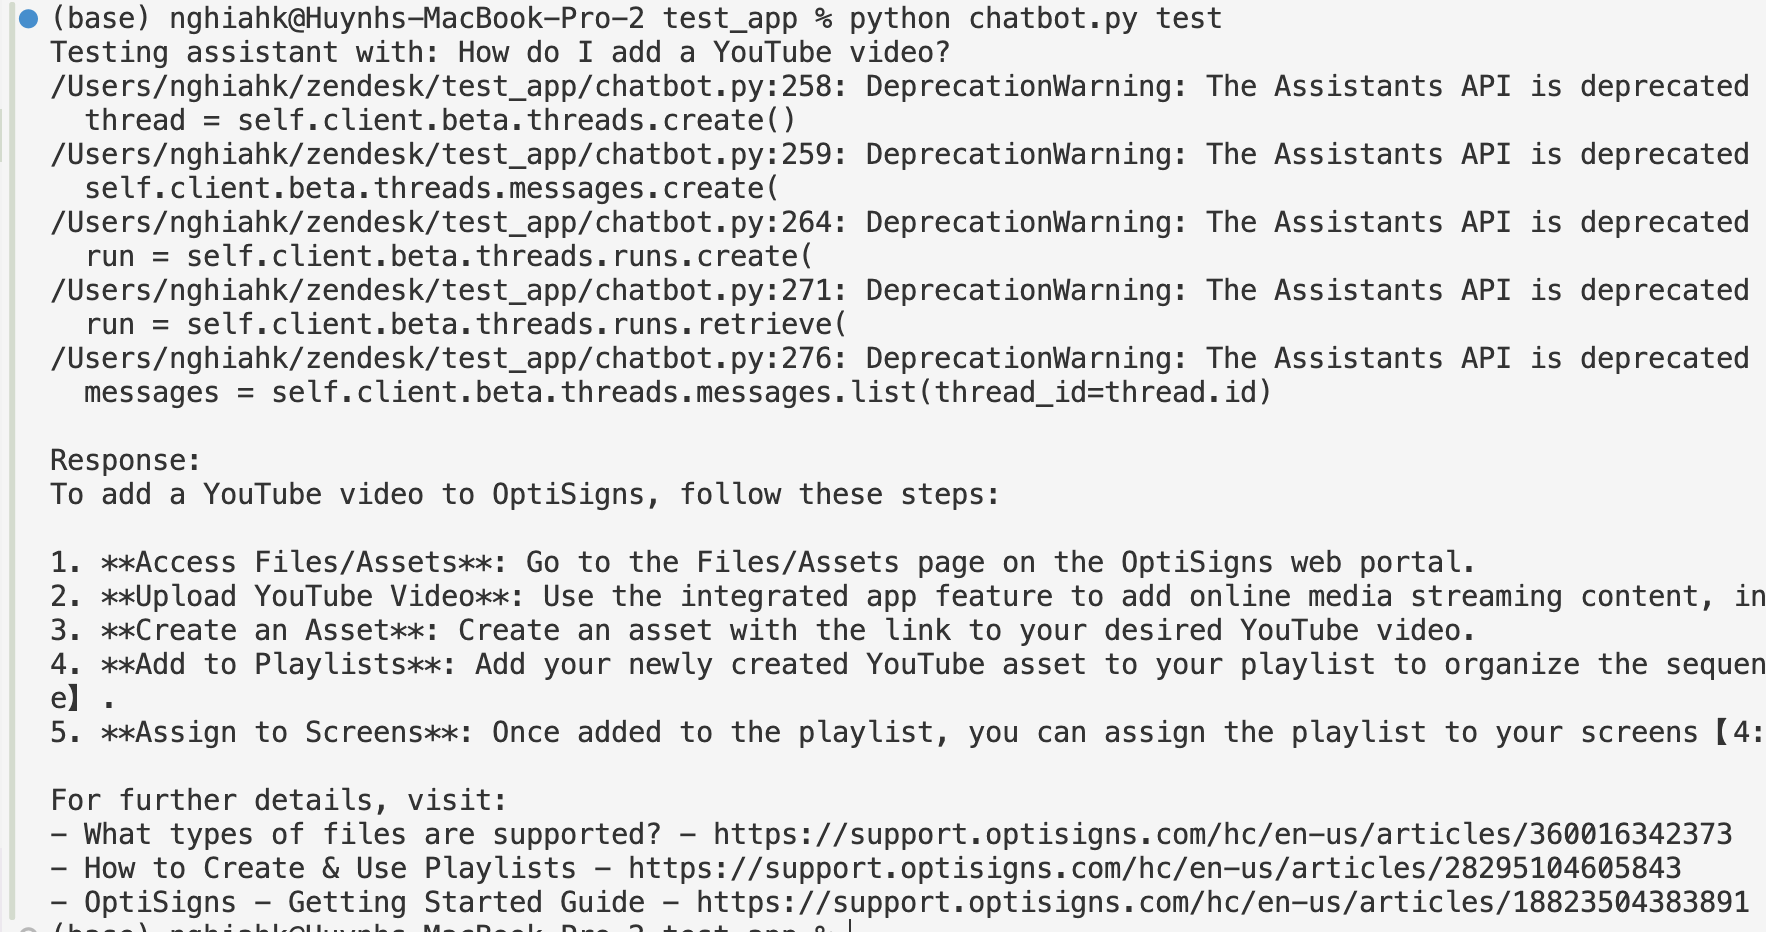 (base) nghiahk@Huynhs-MacBook-Pro-2 test_app % python chatbot.py test
Testing assistant with: How do I add a YouTube video?
/Users/nghiahk/zendesk/test_app/chatbot.py:258: DeprecationWarning: The Assistants API is deprecated
  thread = self.client.beta.threads.create()
/Users/nghiahk/zendesk/test_app/chatbot.py:259: DeprecationWarning: The Assistants API is deprecated
  self.client.beta.threads.messages.create(
/Users/nghiahk/zendesk/test_app/chatbot.py:264: DeprecationWarning: The Assistants API is deprecated
  run = self.client.beta.threads.runs.create(
/Users/nghiahk/zendesk/test_app/chatbot.py:271: DeprecationWarning: The Assistants API is deprecated
  run = self.client.beta.threads.runs.retrieve(
/Users/nghiahk/zendesk/test_app/chatbot.py:276: DeprecationWarning: The Assistants API is deprecated
  messages = self.client.beta.threads.messages.list(thread_id=thread.id)

Response:
To add a YouTube video to OptiSigns, follow these steps:

1. **Access Files/Assets**: Go to the Files/Assets page on the OptiSigns web portal.
2. **Upload YouTube Video**: Use the integrated app feature to add online media streaming content, in
3. **Create an Asset**: Create an asset with the link to your desired YouTube video.
4. **Add to Playlists**: Add your newly created YouTube asset to your playlist to organize the sequen
e】.
5. **Assign to Screens**: Once added to the playlist, you can assign the playlist to your screens【4:

For further details, visit:
- What types of files are supported? - https://support.optisigns.com/hc/en-us/articles/360016342373
- How to Create & Use Playlists - https://support.optisigns.com/hc/en-us/articles/28295104605843
- OptiSigns - Getting Started Guide - https://support.optisigns.com/hc/en-us/articles/18823504383891
(base) nghiahk@Huynhs-MacBook-Pro-2 test_app %